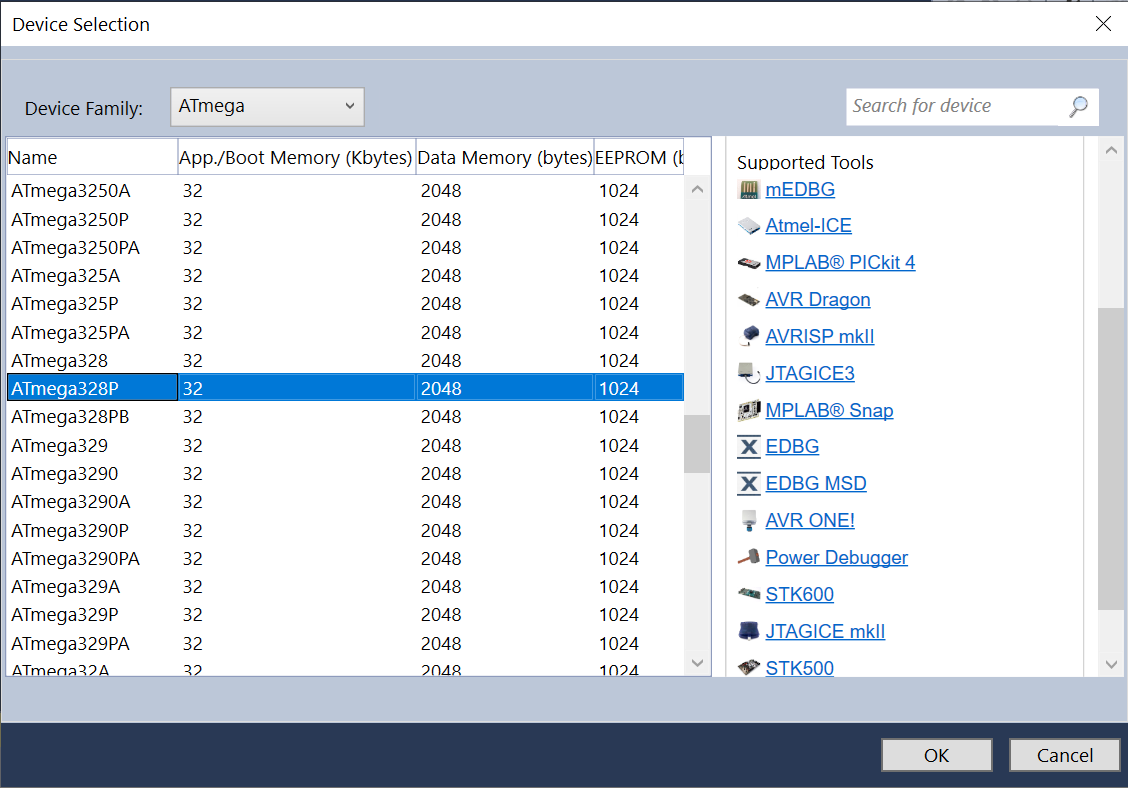 Device Selection
Device Family: ATmega Search for device
Name App./Boot Memory (Kbytes) Data Memory (bytes) EEPROM (b
ATmega3250A 32 2048 1024
ATmega3250P 32 2048 1024
ATmega3250PA 32 2048 1024
ATmega325A 32 2048 1024
ATmega325P 32 2048 1024
ATmega325PA 32 2048 1024
ATmega328 32 2048 1024
ATmega328P 32 2048 1024
ATmega328PB 32 2048 1024
ATmega329 32 2048 1024
ATmega3290 32 2048 1024
ATmega3290A 32 2048 1024
ATmega3290P 32 2048 1024
ATmega3290PA 32 2048 1024
ATmega329A 32 2048 1024
ATmega329P 32 2048 1024
ATmega329PA 32 2048 1024
ATmega32A 32 2048 1024
Supported Tools
mEDBG
Atmel-ICE
MPLAB® PICkit 4
AVR Dragon
AVRISP mkII
JTAGICE3
MPLAB® Snap
EDBG
EDBG MSD
AVR ONE!
Power Debugger
STK600
JTAGICE mkII
STK500
OK Cancel